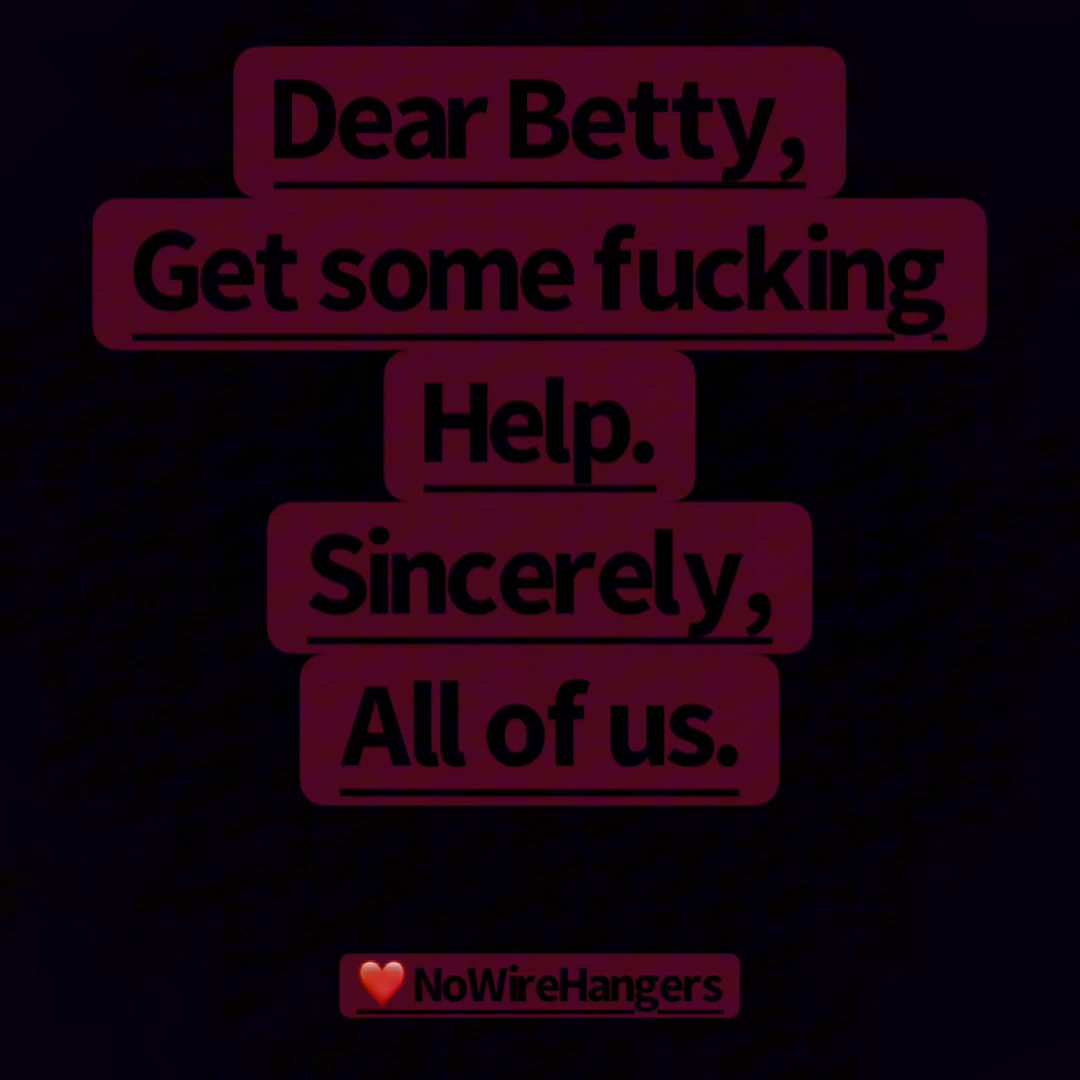 Dear Betty,
Get some fucking
Help.
Sincerely,
All of us.
❤️ NoWireHangers